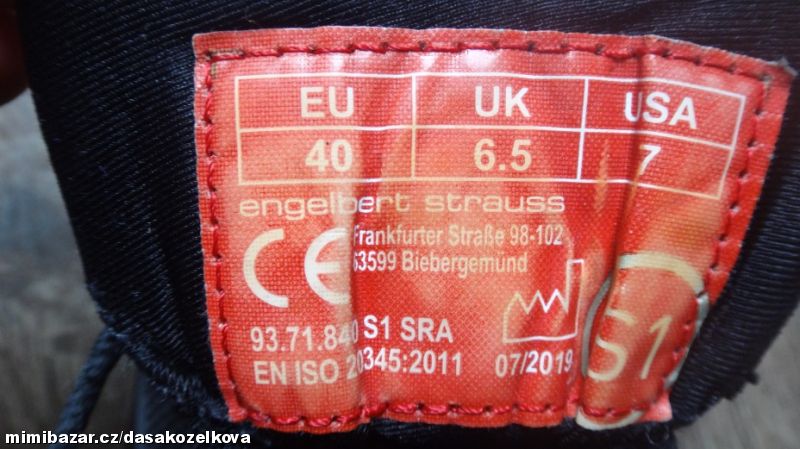 EU UK USA
40 6.5 7
engelbert strauss
CE Frankfurter Straße 98-102
63599 Biebergemünd
93.71.840 S1 SRA
EN ISO 20345:2011 07/2019
S1
mimibazar.cz/dasakozelkova